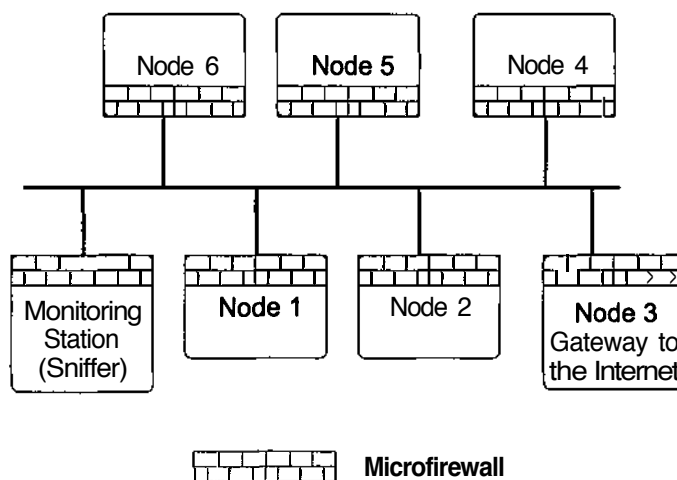 Node 6
Node 5
Node 4
Monitoring
Station
(Sniffer)
Node 1
Node 2
Node 3
Gateway to
the Internet
Microfirewall